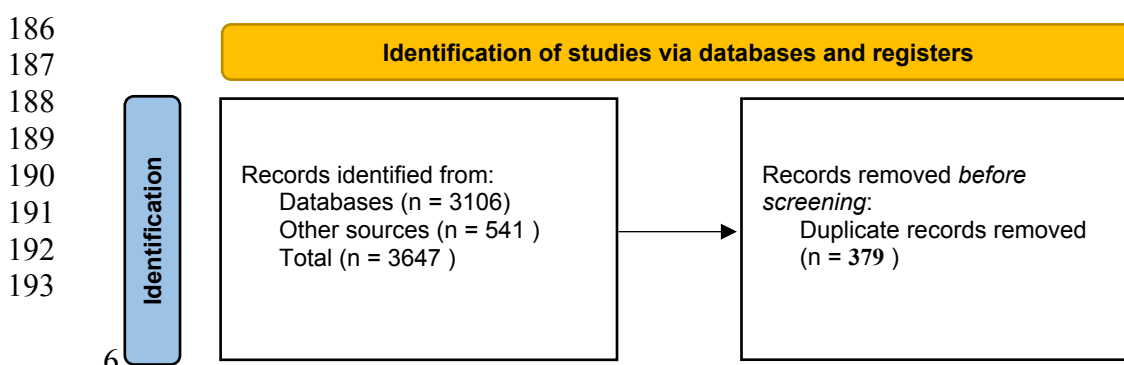 186
187
188
189
190
191
192
193
6
Identification of studies via databases and registers
Identification
Records identified from:
Databases (n = 3106)
Other sources (n = 541 )
Total (n = 3647 )
Records removed before
screening:
Duplicate records removed
(n = 379 )